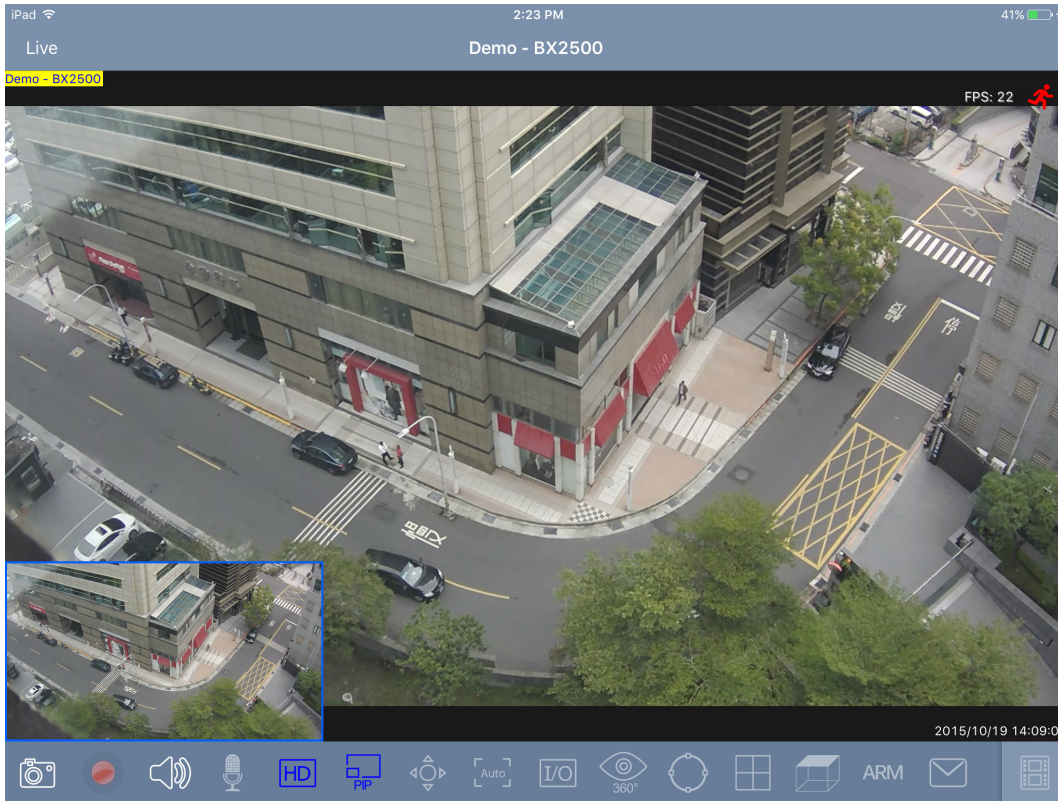 iPad 2:23 PM 41%
Live Demo - BX2500
Demo - BX2500
FPS: 22
停
2015/10/19 14:09:0
HD PIP Auto I/O 360° ARM